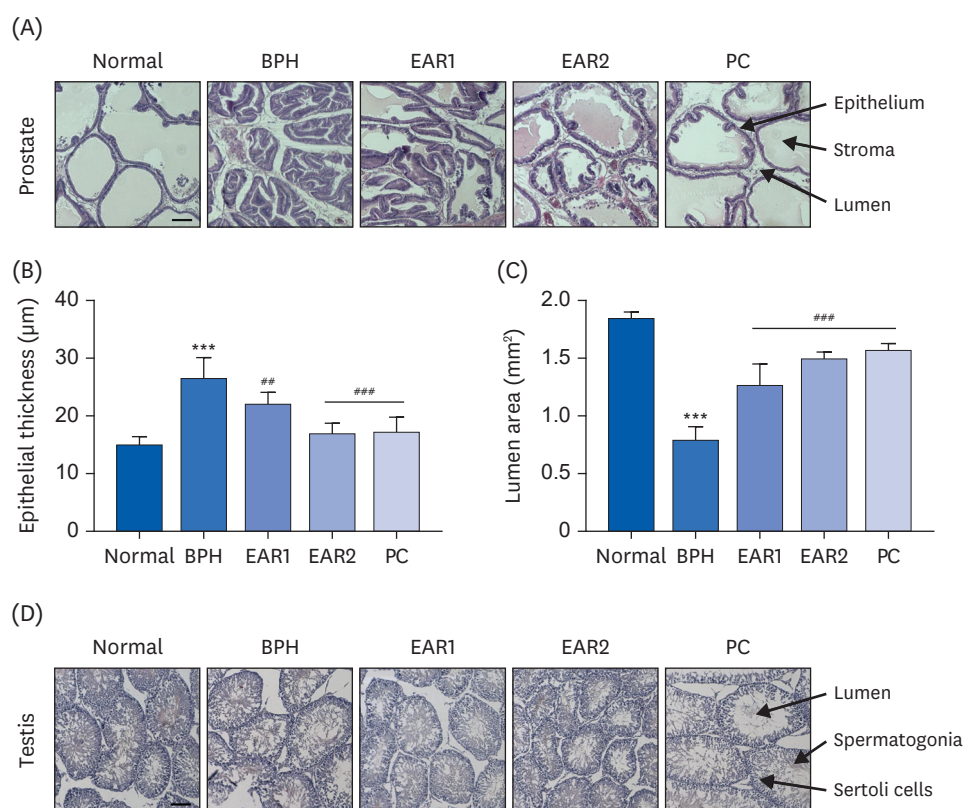 (A)
Normal BPH EAR1 EAR2 PC
Prostate
Epithelium
Stroma
Lumen
(B)
Epithelial thickness (µm)
40
30
20
10
0
***
##
###
Normal BPH EAR1 EAR2 PC
(C)
Lumen area (mm²)
2.0
1.5
1.0
0.5
0
***
###
Normal BPH EAR1 EAR2 PC
(D)
Normal BPH EAR1 EAR2 PC
Testis
Lumen
Spermatogonia
Sertoli cells